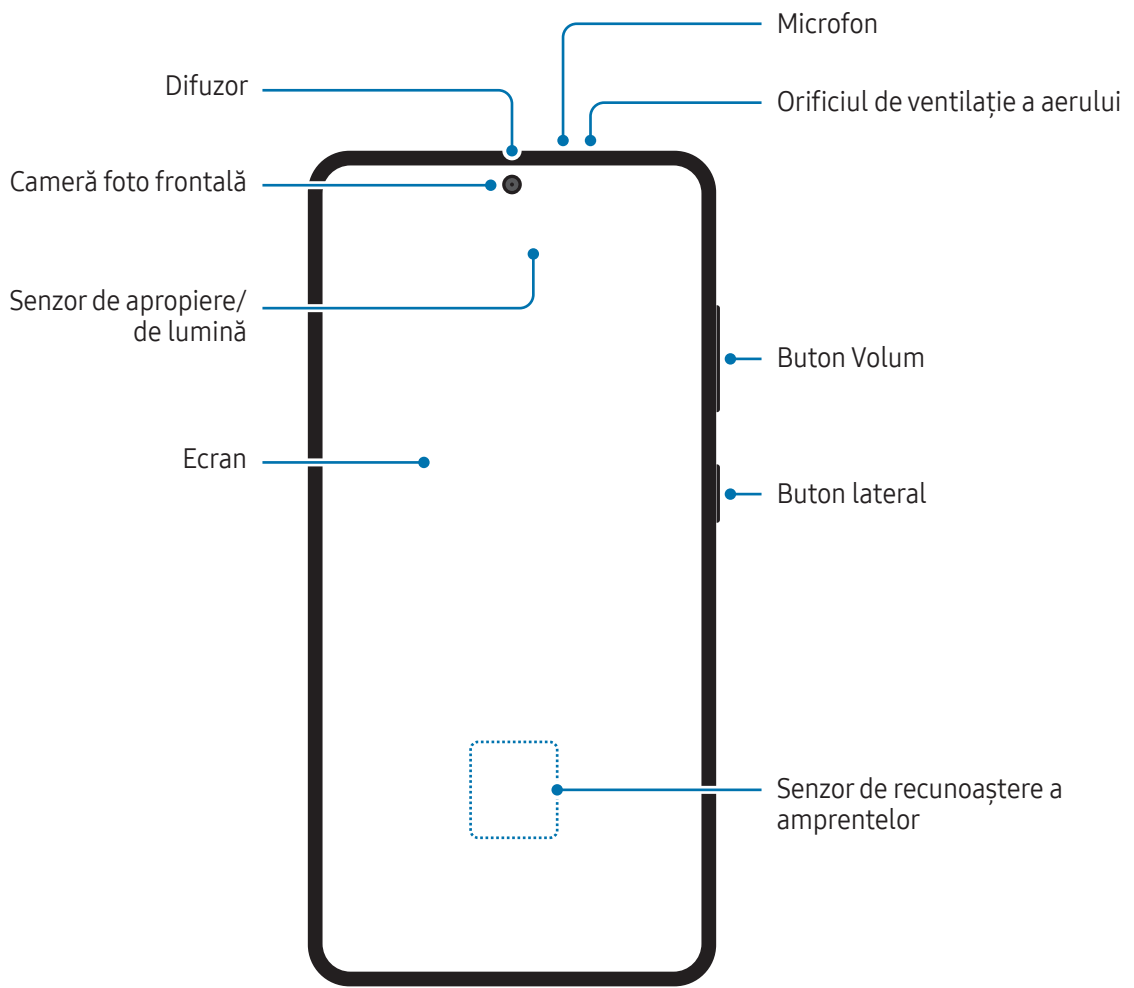 Microfon
Difuzor
Orificiul de ventilație a aerului
Cameră foto frontală
Senzor de apropiere/
de lumină
Buton Volum
Ecran
Buton lateral
Senzor de recunoaștere a
amprentelor